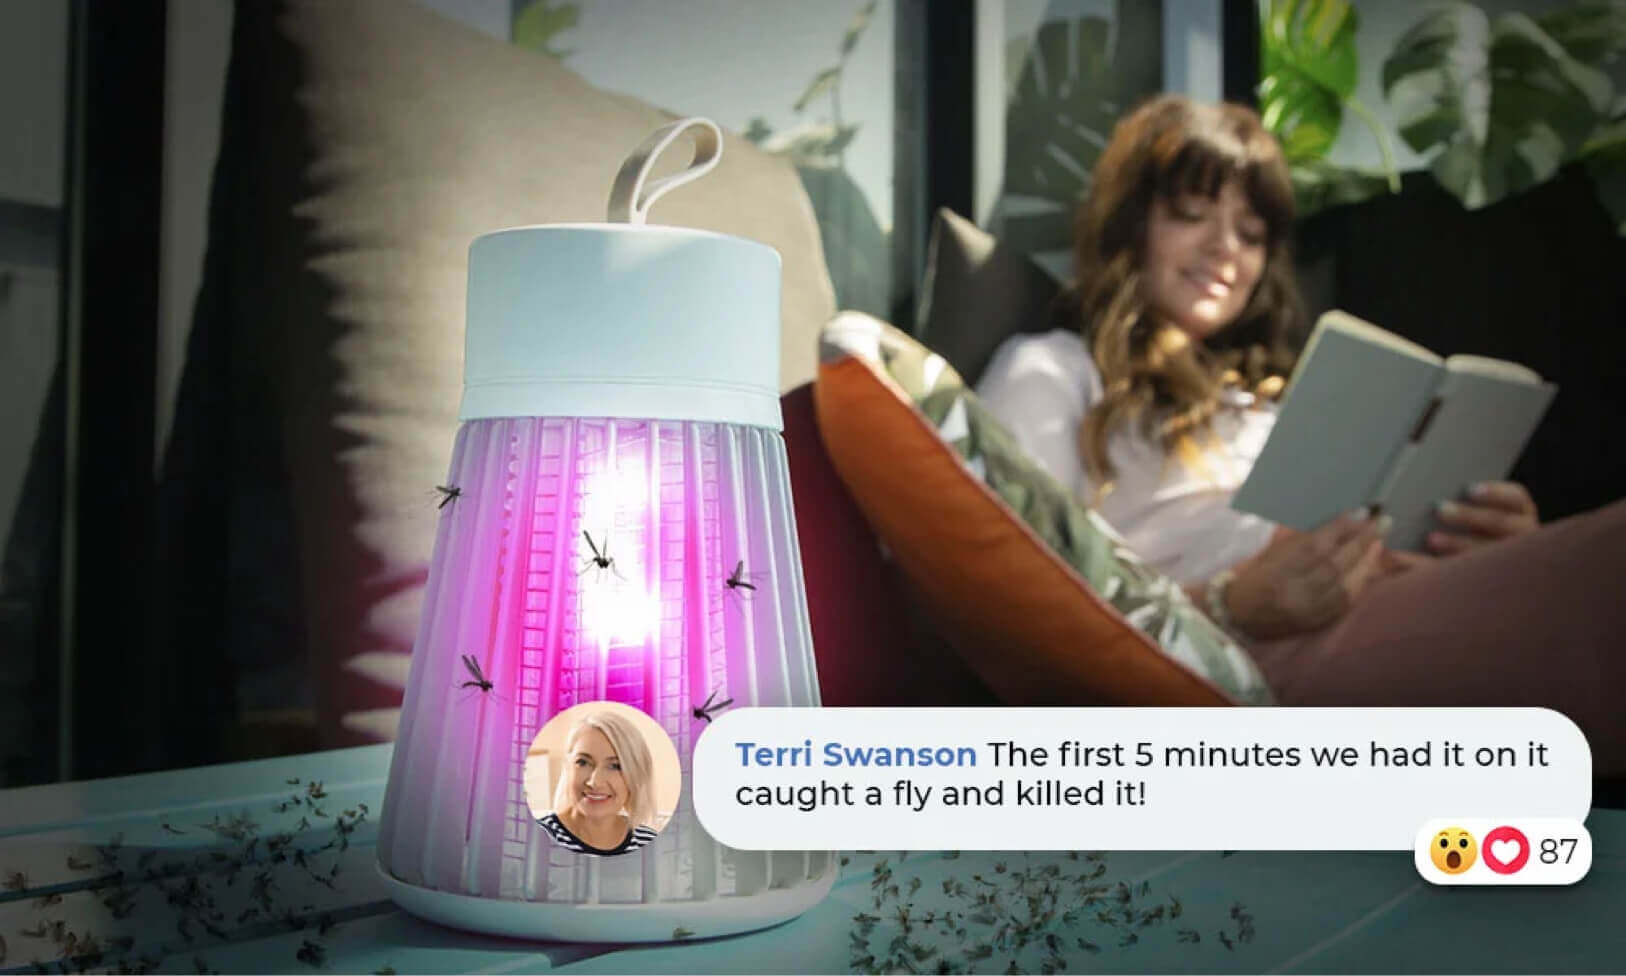 Terri Swanson The first 5 minutes we had it on it
caught a fly and killed it!
87